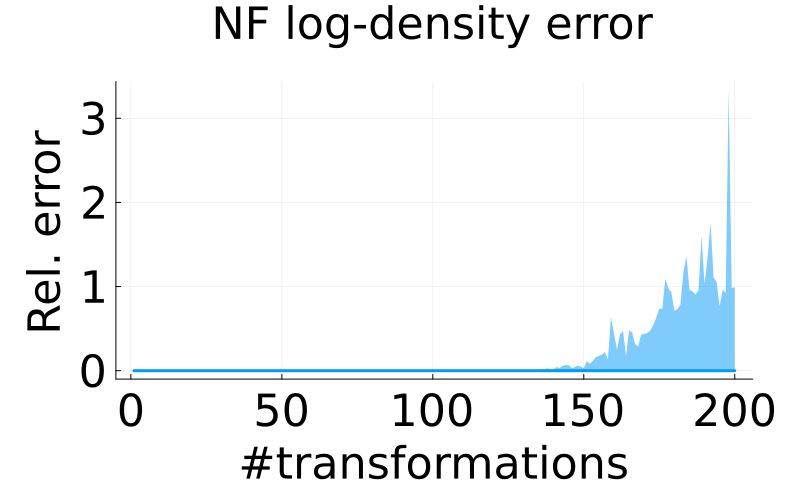 NF log-density error
Rel. error
3
2
1
0
0 50 100 150 200
#transformations